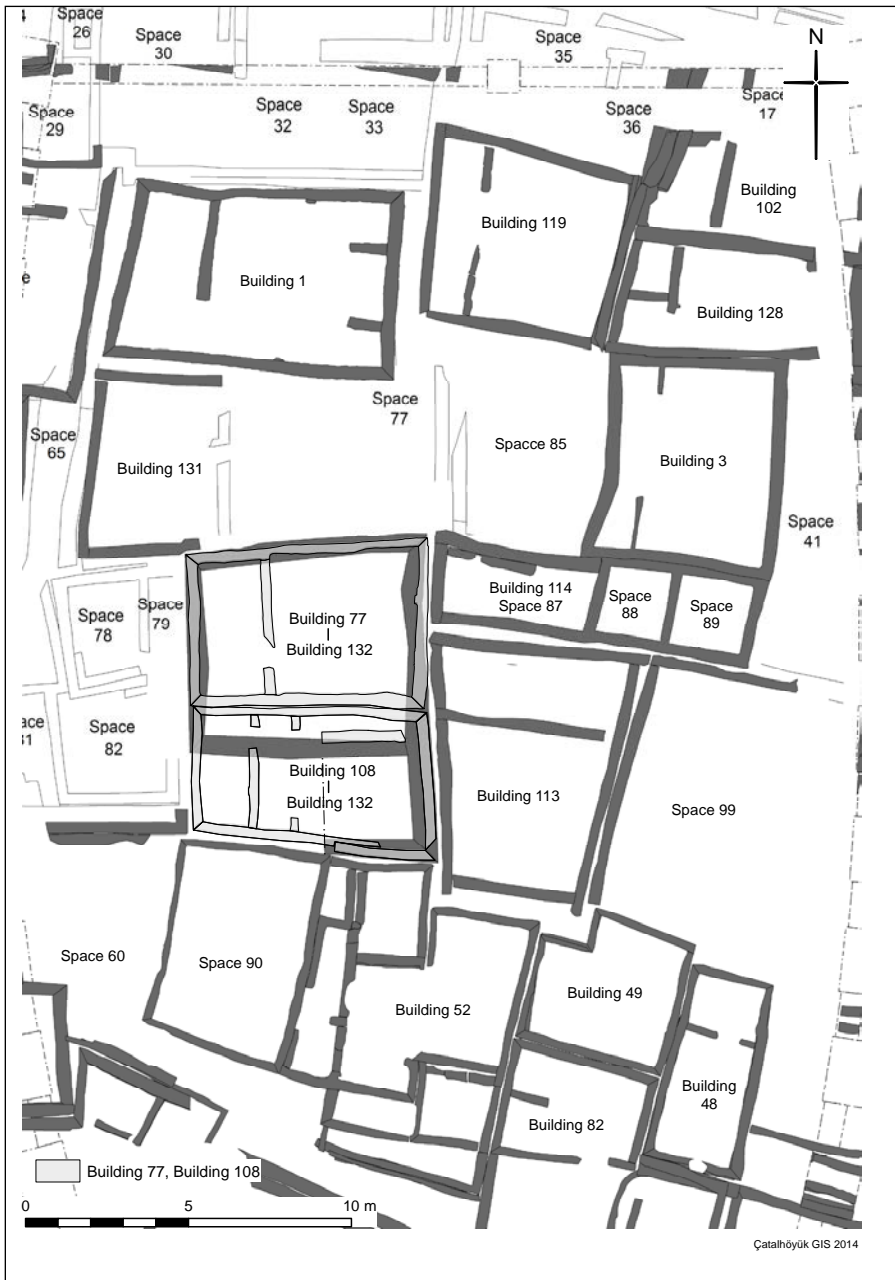 Space
26
Space
30
Space
35
N
Space
29
Space
32
Space
33
Space
36
Space
17
Building
102
Building 119
Building 1
Building 128
Space
77
Space
65
Building 131
Spacce 85
Building 3
Space
41
Building 114
Space 87
Space
88
Space
89
Space
78
Space
79
Building 77
Building 132
Space
82
Building 108
Building 132
Building 113
Space 99
Space 60
Space 90
Building 52
Building 49
Building
48
Building 82
Building 77, Building 108
0 5 10 m
Çatalhöyük GIS 2014